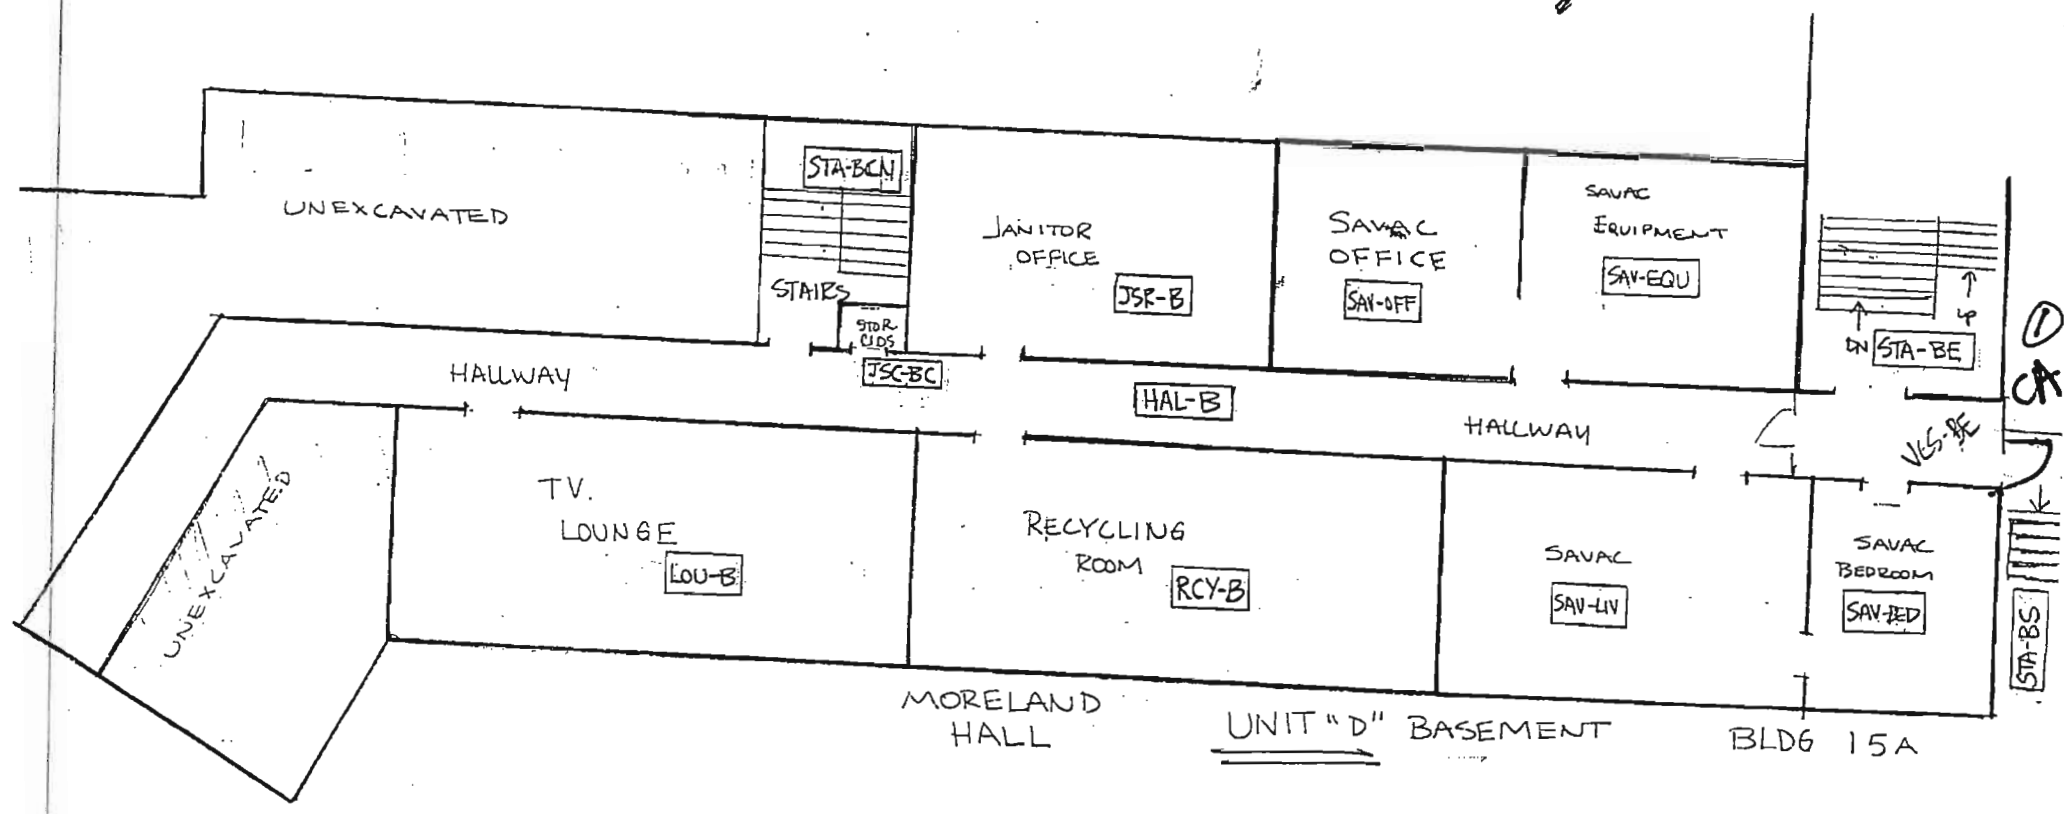 UNEXCAVATED
STA-BCN
STAIRS
STOR
CLDS
JSC-BC
JANITOR
OFFICE
JSR-B
SAVAC
OFFICE
SAV-OFF
SAVAC
EQUIPMENT
SAV-EQU
UP
DN
STA-BE
1
CA
HALLWAY
HAL-B
HALLWAY
VES-BE
UNEXCAVATED
TV.
LOUNGE
LOU-B
RECYCLING
ROOM
RCY-B
SAVAC
SAV-LIV
SAVAC
BEDROOM
SAV-BED
STA-BS
MORELAND
HALL
UNIT "D" BASEMENT
BLDG 15A